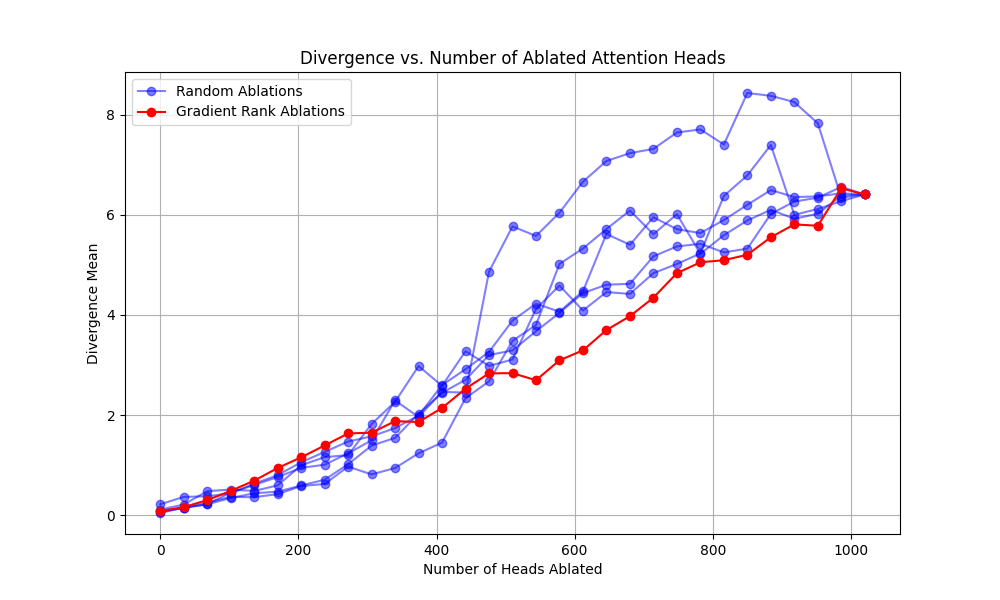 Divergence vs. Number of Ablated Attention Heads
Random Ablations
Gradient Rank Ablations
Divergence Mean
8
6
4
2
0
0 200 400 600 800 1000
Number of Heads Ablated